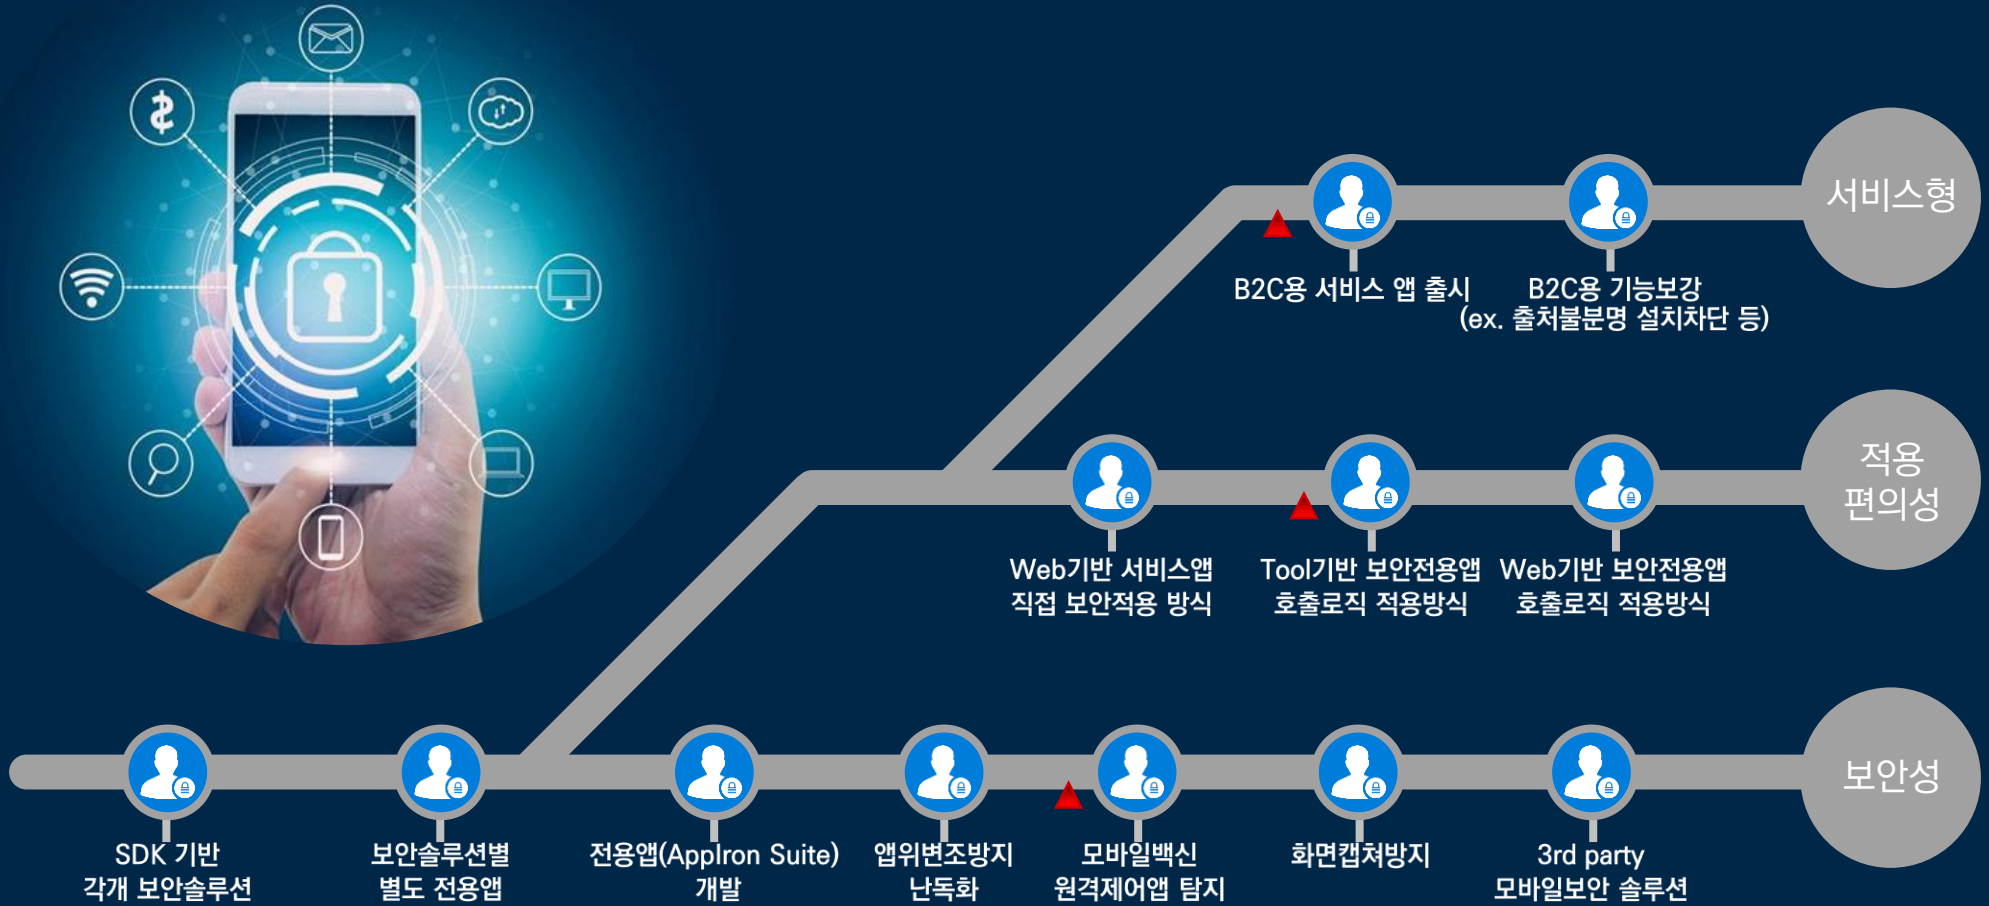 서비스형
B2C용 서비스 앱 출시
B2C용 기능보강
(ex. 출처불분명 설치차단 등)
적용
편의성
Web기반 서비스앱
직접 보안적용 방식
Tool기반 보안전용앱
호출로직 적용방식
Web기반 보안전용앱
호출로직 적용방식
보안성
SDK 기반
각개 보안솔루션
보안솔루션별
별도 전용앱
전용앱(AppIron Suite)
개발
앱위변조방지
난독화
모바일백신
원격제어앱 탐지
화면캡쳐방지
3rd party
모바일보안 솔루션